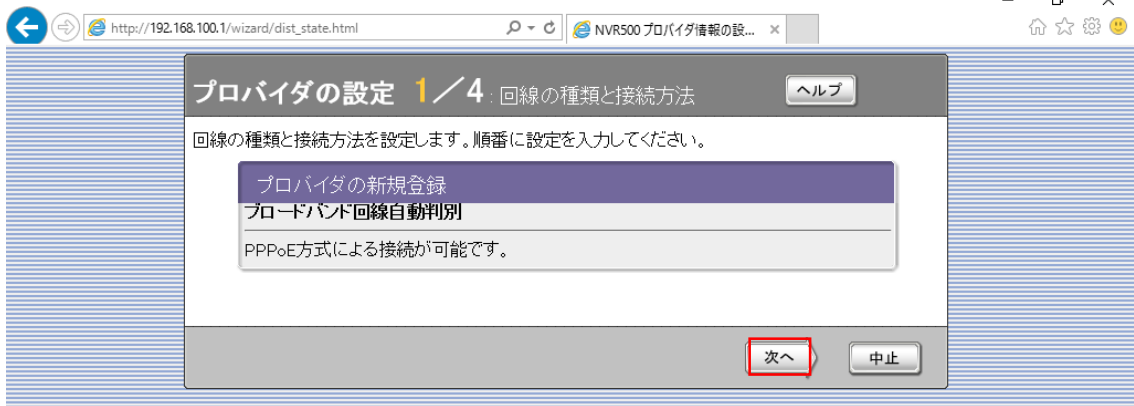 http://192.168.100.1/wizard/dist_state.html
NVR500 プロバイダ情報の設...
プロバイダの設定 1/4 : 回線の種類と接続方法
ヘルプ
回線の種類と接続方法を設定します。順番に設定を入力してください。
プロバイダの新規登録
ブロードバンド回線自動判別
PPPoE方式による接続が可能です。
次へ
中止